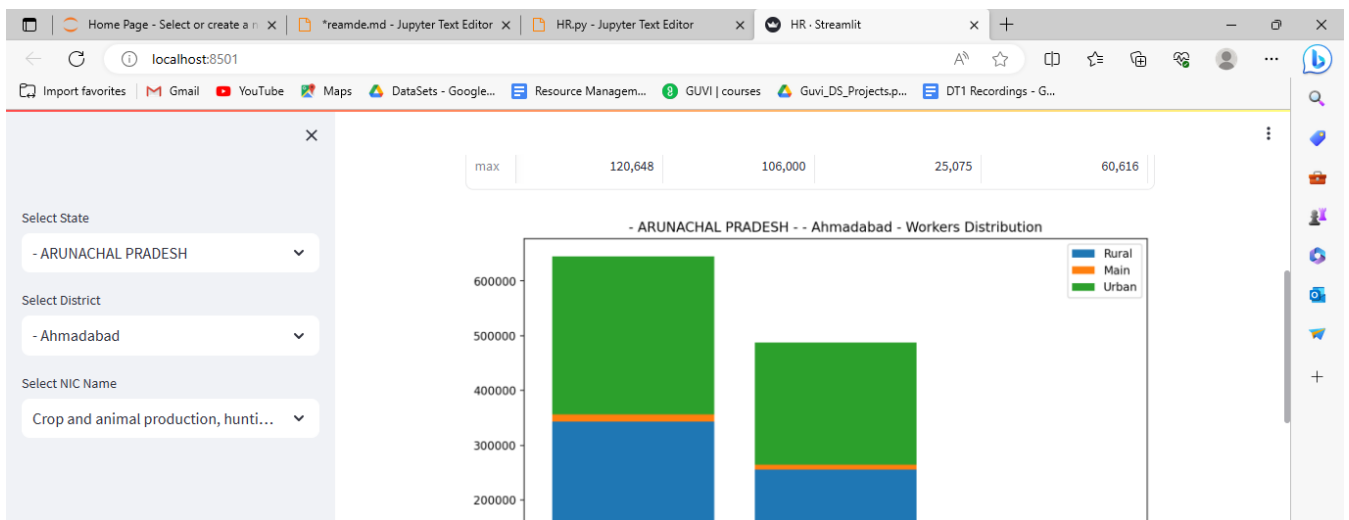 Home Page - Select or create a n
*reamde.md - Jupyter Text Editor
HR.py - Jupyter Text Editor
HR · Streamlit
localhost:8501
Import favorites
Gmail
YouTube
Maps
DataSets - Google...
Resource Managem...
GUVI | courses
Guvi_DS_Projects.p...
DT1 Recordings - G...
max 120,648 106,000 25,075 60,616
Select State
- ARUNACHAL PRADESH
Select District
- Ahmadabad
Select NIC Name
Crop and animal production, hunti...
- ARUNACHAL PRADESH - - Ahmadabad - Workers Distribution
Rural
Main
Urban
600000
500000
400000
300000
200000